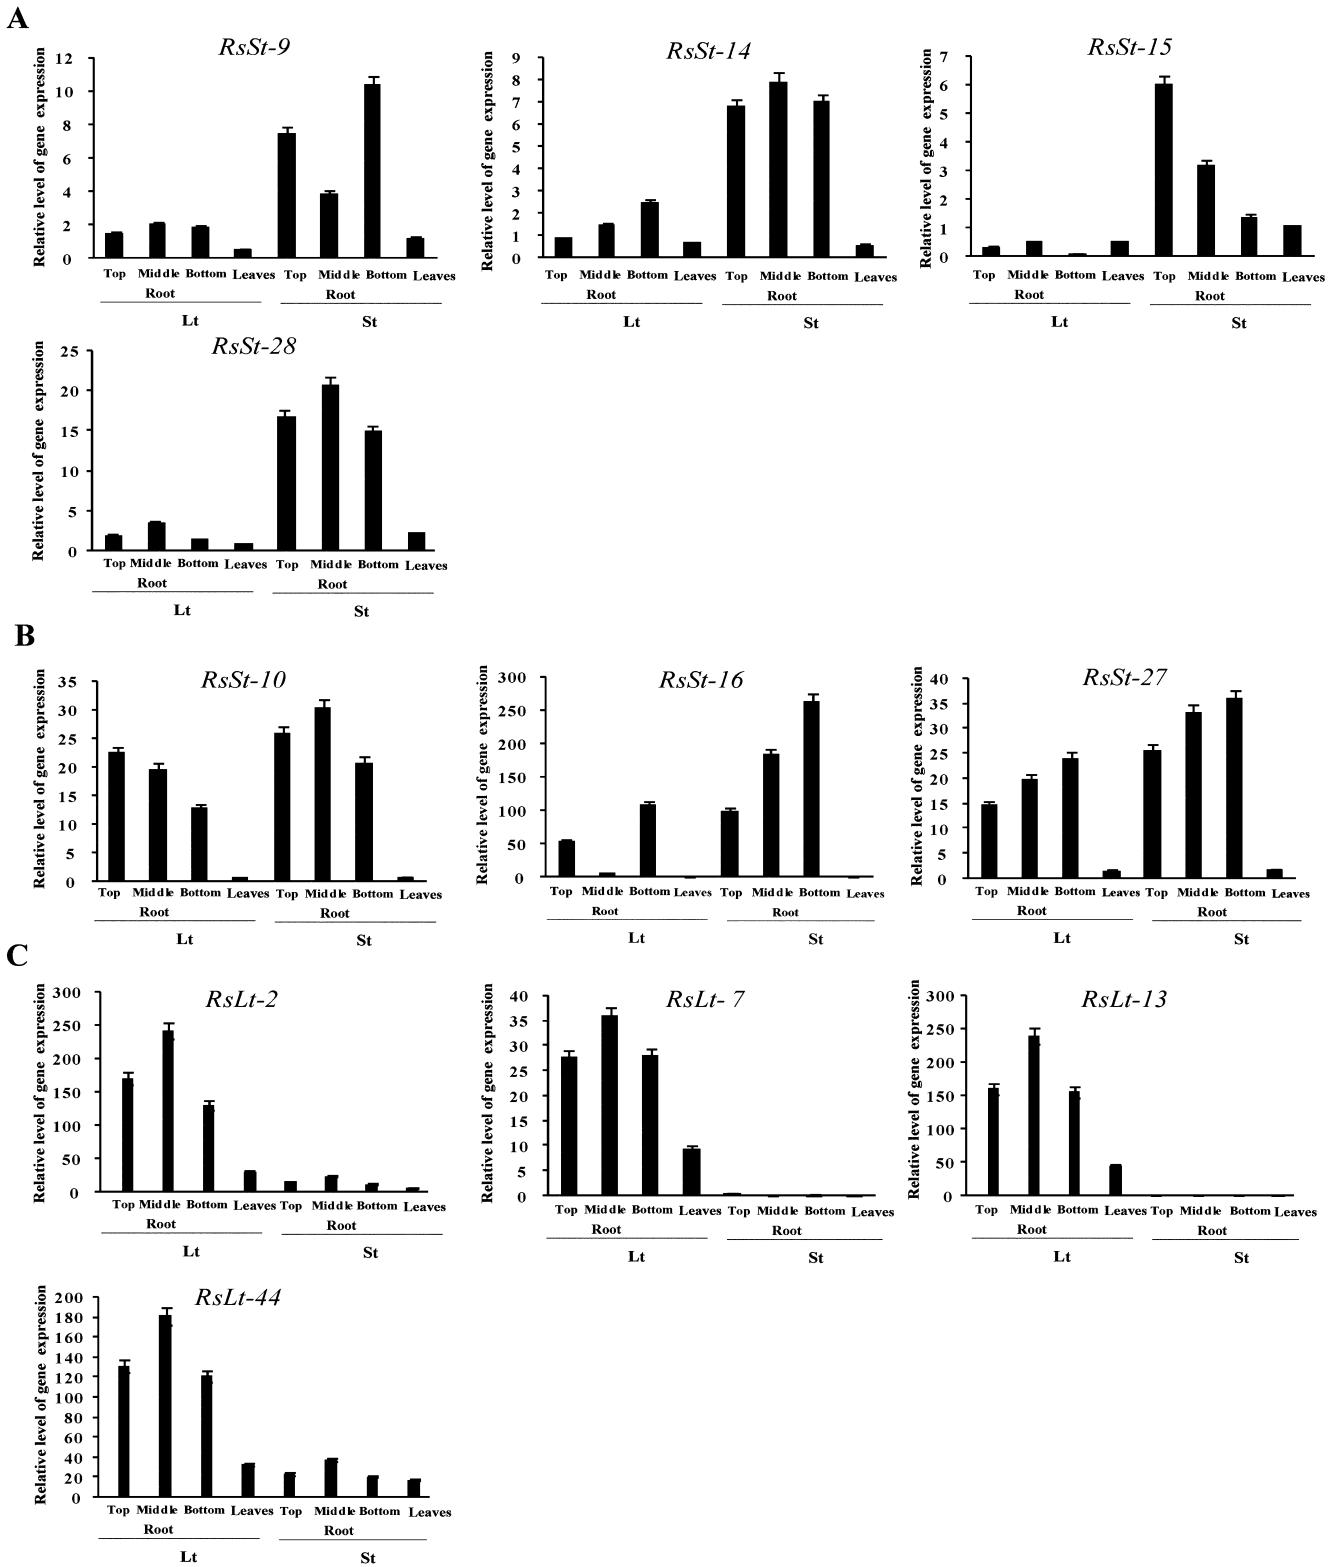 A
RsSt-9
Relative level of gene expression
12
10
8
6
4
2
0
Top Middle Bottom Leaves Top Middle Bottom Leaves
Root Root
Lt St
RsSt-14
Relative level of gene expression
9
8
7
6
5
4
3
2
1
0
Top Middle Bottom Leaves Top Middle Bottom Leaves
Root Root
Lt St
RsSt-15
Relative level of gene expression
7
6
5
4
3
2
1
0
Top Middle Bottom Leaves Top Middle Bottom Leaves
Root Root
Lt St
RsSt-28
Relative level of gene expression
25
20
15
10
5
0
Top Middle Bottom Leaves Top Middle Bottom Leaves
Root Root
Lt St
B
RsSt-10
Relative level of gene expression
35
30
25
20
15
10
5
0
Top Middle Bottom Leaves Top Middle Bottom Leaves
Root Root
Lt St
RsSt-16
Relative level of gene expression
300
250
200
150
100
50
0
Top Middle Bottom Leaves Top Middle Bottom Leaves
Root Root
Lt St
RsSt-27
Relative level of gene expression
40
35
30
25
20
15
10
5
0
Top Middle Bottom Leaves Top Middle Bottom Leaves
Root Root
Lt St
C
RsLt-2
Relative level of gene expression
300
250
200
150
100
50
0
Top Middle Bottom Leaves Top Middle Bottom Leaves
Root Root
Lt St
RsLt- 7
Relative level of gene expression
40
35
30
25
20
15
10
5
0
Top Middle Bottom Leaves Top Middle Bottom Leaves
Root Root
Lt St
RsLt-13
Relative level of gene expression
300
250
200
150
100
50
0
Top Middle Bottom Leaves Top Middle Bottom Leaves
Root Root
Lt St
RsLt-44
Relative level of gene expression
200
180
160
140
120
100
80
60
40
20
0
Top Middle Bottom Leaves Top Middle Bottom Leaves
Root Root
Lt St